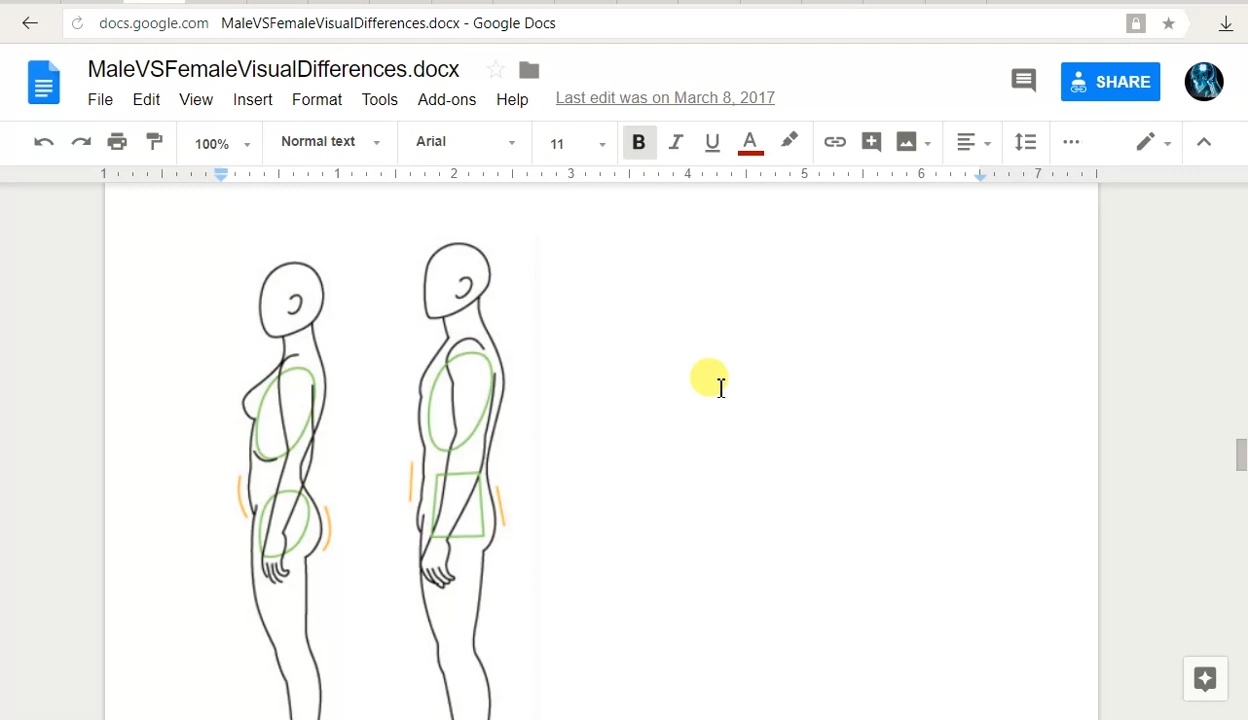 docs.google.com MaleVSFemaleVisualDifferences.docx - Google Docs
MaleVSFemaleVisualDifferences.docx
File Edit View Insert Format Tools Add-ons Help Last edit was on March 8, 2017
SHARE
100% Normal text Arial 11 B I U A
1 1 2 3 4 5 6 7